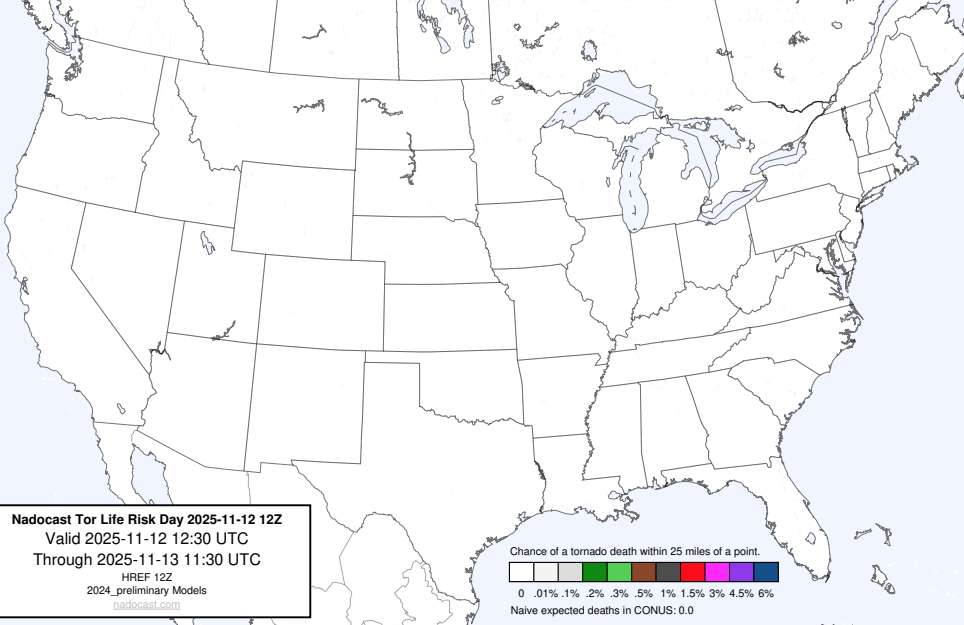 Nadocast Tor Life Risk Day 2025-11-12 12Z
Valid 2025-11-12 12:30 UTC
Through 2025-11-13 11:30 UTC
HREF 12Z
2024_preliminary Models
nadocast.com
Chance of a tornado death within 25 miles of a point.
0 .01% .1% .2% .3% .5% 1% 1.5% 3% 4.5% 6%
Naive expected deaths in CONUS: 0.0